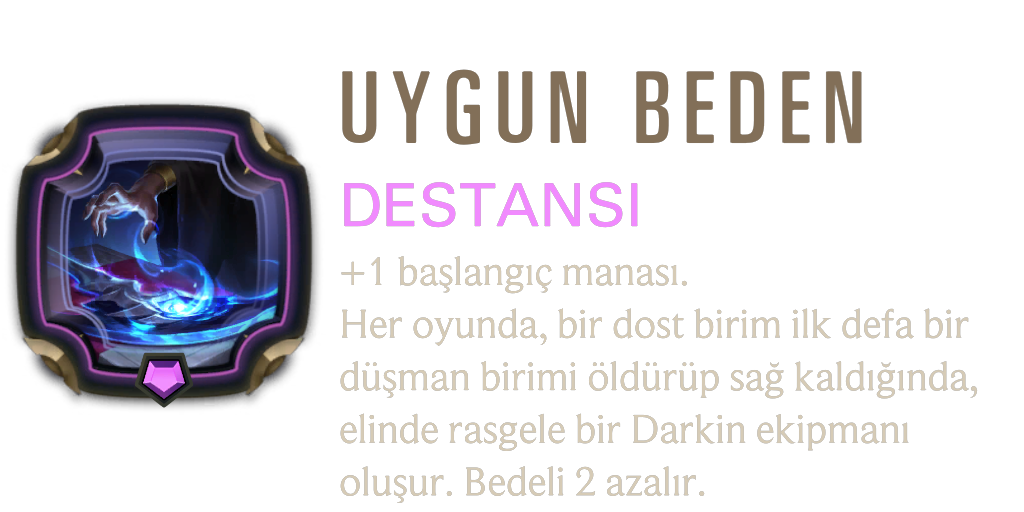 UYGUN BEDEN
DESTANSI
+1 başlangıç manası.
Her oyunda, bir dost birim ilk defa bir
düşman birimi öldürüp sağ kaldığında,
elinde rasgele bir Darkin ekipmanı
oluşur. Bedeli 2 azalır.